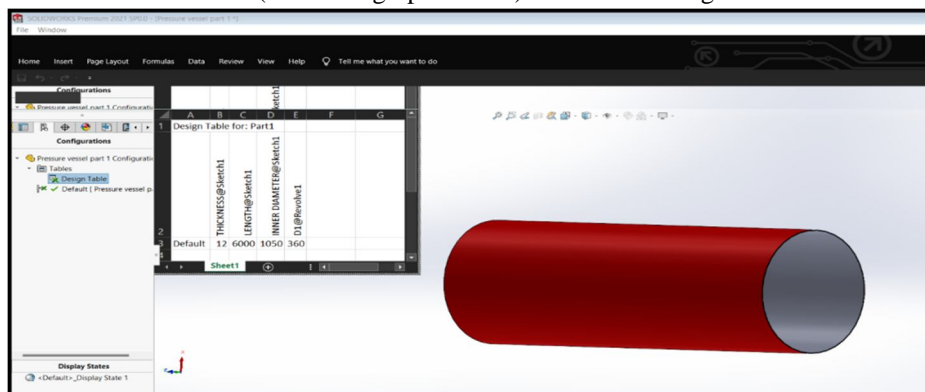 SOLIDWORKS Premium 2021 SP0.0 - [Pressure vessel part 1 *]
File Window
Home Insert Page Layout Formulas Data Review View Help Tell me what you want to do
Configurations
Pressure vessel part 1 Configurati
ketch1
A B C D E F G
1 Design Table for: Part1
Configurations
Pressure vessel part 1 Configuratic
Tables
Design Table
Default [ Pressure vessel p
2 THICKNESS@Sketch1 LENGTH@Sketch1 INNER DIAMETER@Sketch1 D1@Revolve1
3 Default 12 6000 1050 360
Sheet1
Display States
<Default>_Display State 1